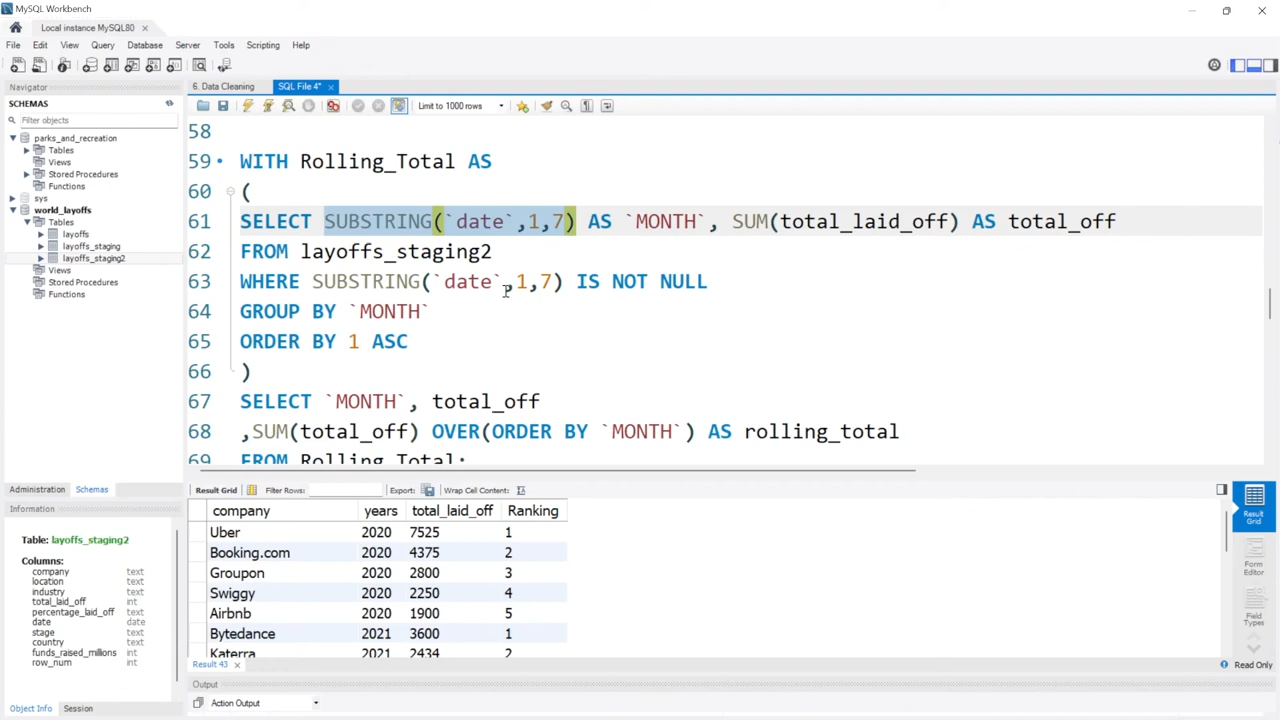 MySQL Workbench
Local instance MySQL80
File Edit View Query Database Server Tools Scripting Help
Navigator
SCHEMAS
Filter objects
parks_and_recreation
Tables
Views
Stored Procedures
Functions
sys
world_layoffs
Tables
layoffs
layoffs_staging
layoffs_staging2
Views
Stored Procedures
Functions
Administration Schemas
Information
Table: layoffs_staging2
Columns:
company text
location text
industry text
total_laid_off int
percentage_laid_off text
date date
stage text
country text
funds_raised_millions int
row_num int
Object Info Session
6. Data Cleaning SQL File 4*
Limit to 1000 rows
58
59 WITH Rolling_Total AS
60 (
61 SELECT SUBSTRING(`date`,1,7) AS `MONTH`, SUM(total_laid_off) AS total_off
62 FROM layoffs_staging2
63 WHERE SUBSTRING(`date`,1,7) IS NOT NULL
64 GROUP BY `MONTH`
65 ORDER BY 1 ASC
66 )
67 SELECT `MONTH`, total_off
68 ,SUM(total_off) OVER(ORDER BY `MONTH`) AS rolling_total
69 FROM Rolling_Total;
Result Grid Filter Rows: Export: Wrap Cell Content:
company years total_laid_off Ranking
Uber 2020 7525 1
Booking.com 2020 4375 2
Groupon 2020 2800 3
Swiggy 2020 2250 4
Airbnb 2020 1900 5
Bytedance 2021 3600 1
Katerra 2021 2434 2
Result Grid
Form Editor
Field Types
Result 43
Read Only
Output
Action Output